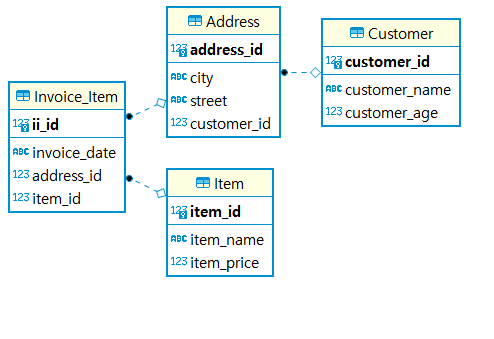 Address
123 address_id
ABC city
ABC street
123 customer_id
Customer
123 customer_id
ABC customer_name
123 customer_age
Invoice_Item
123 ii_id
ABC invoice_date
123 address_id
123 item_id
Item
123 item_id
ABC item_name
123 item_price